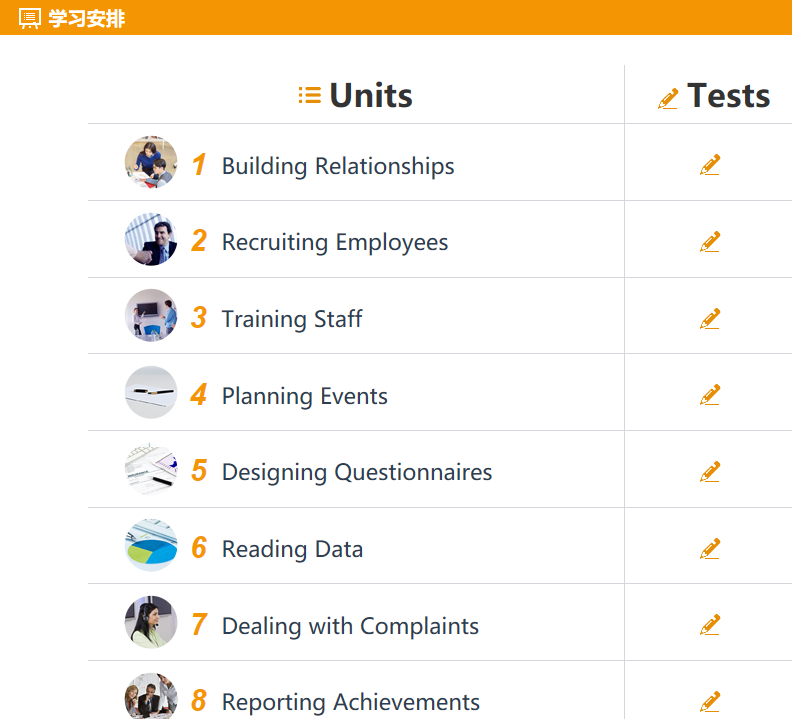 学习安排
Units Tests
1 Building Relationships
2 Recruiting Employees
3 Training Staff
4 Planning Events
5 Designing Questionnaires
6 Reading Data
7 Dealing with Complaints
8 Reporting Achievements